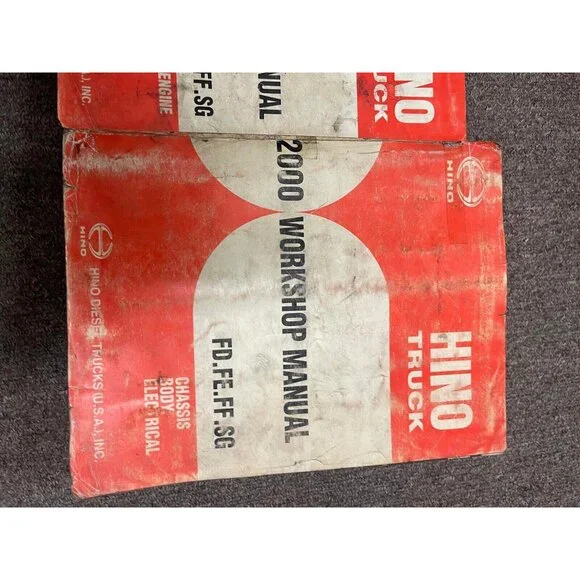 HINO
TRUCK
NUAL
FF.SG
ENGINE
A.), INC.
HINO
HINO
TRUCK
2000 WORKSHOP MANUAL
FD.FE.FF.SG
CHASSIS
BODY
ELECTRICAL
HINO
HINO DIESEL TRUCKS (U.S.A.), INC.